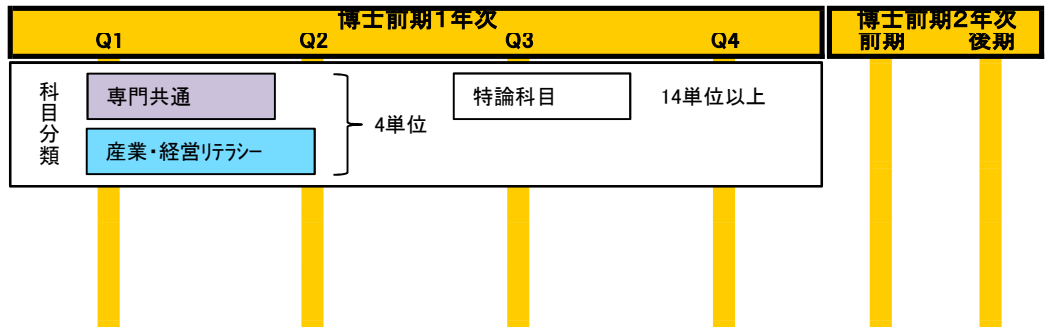 博士前期1年次
Q1 Q2 Q3 Q4
博士前期2年次
前期 後期
科目分類
専門共通
産業・経営ﾘﾃﾗｼｰ
4単位
特論科目
14単位以上